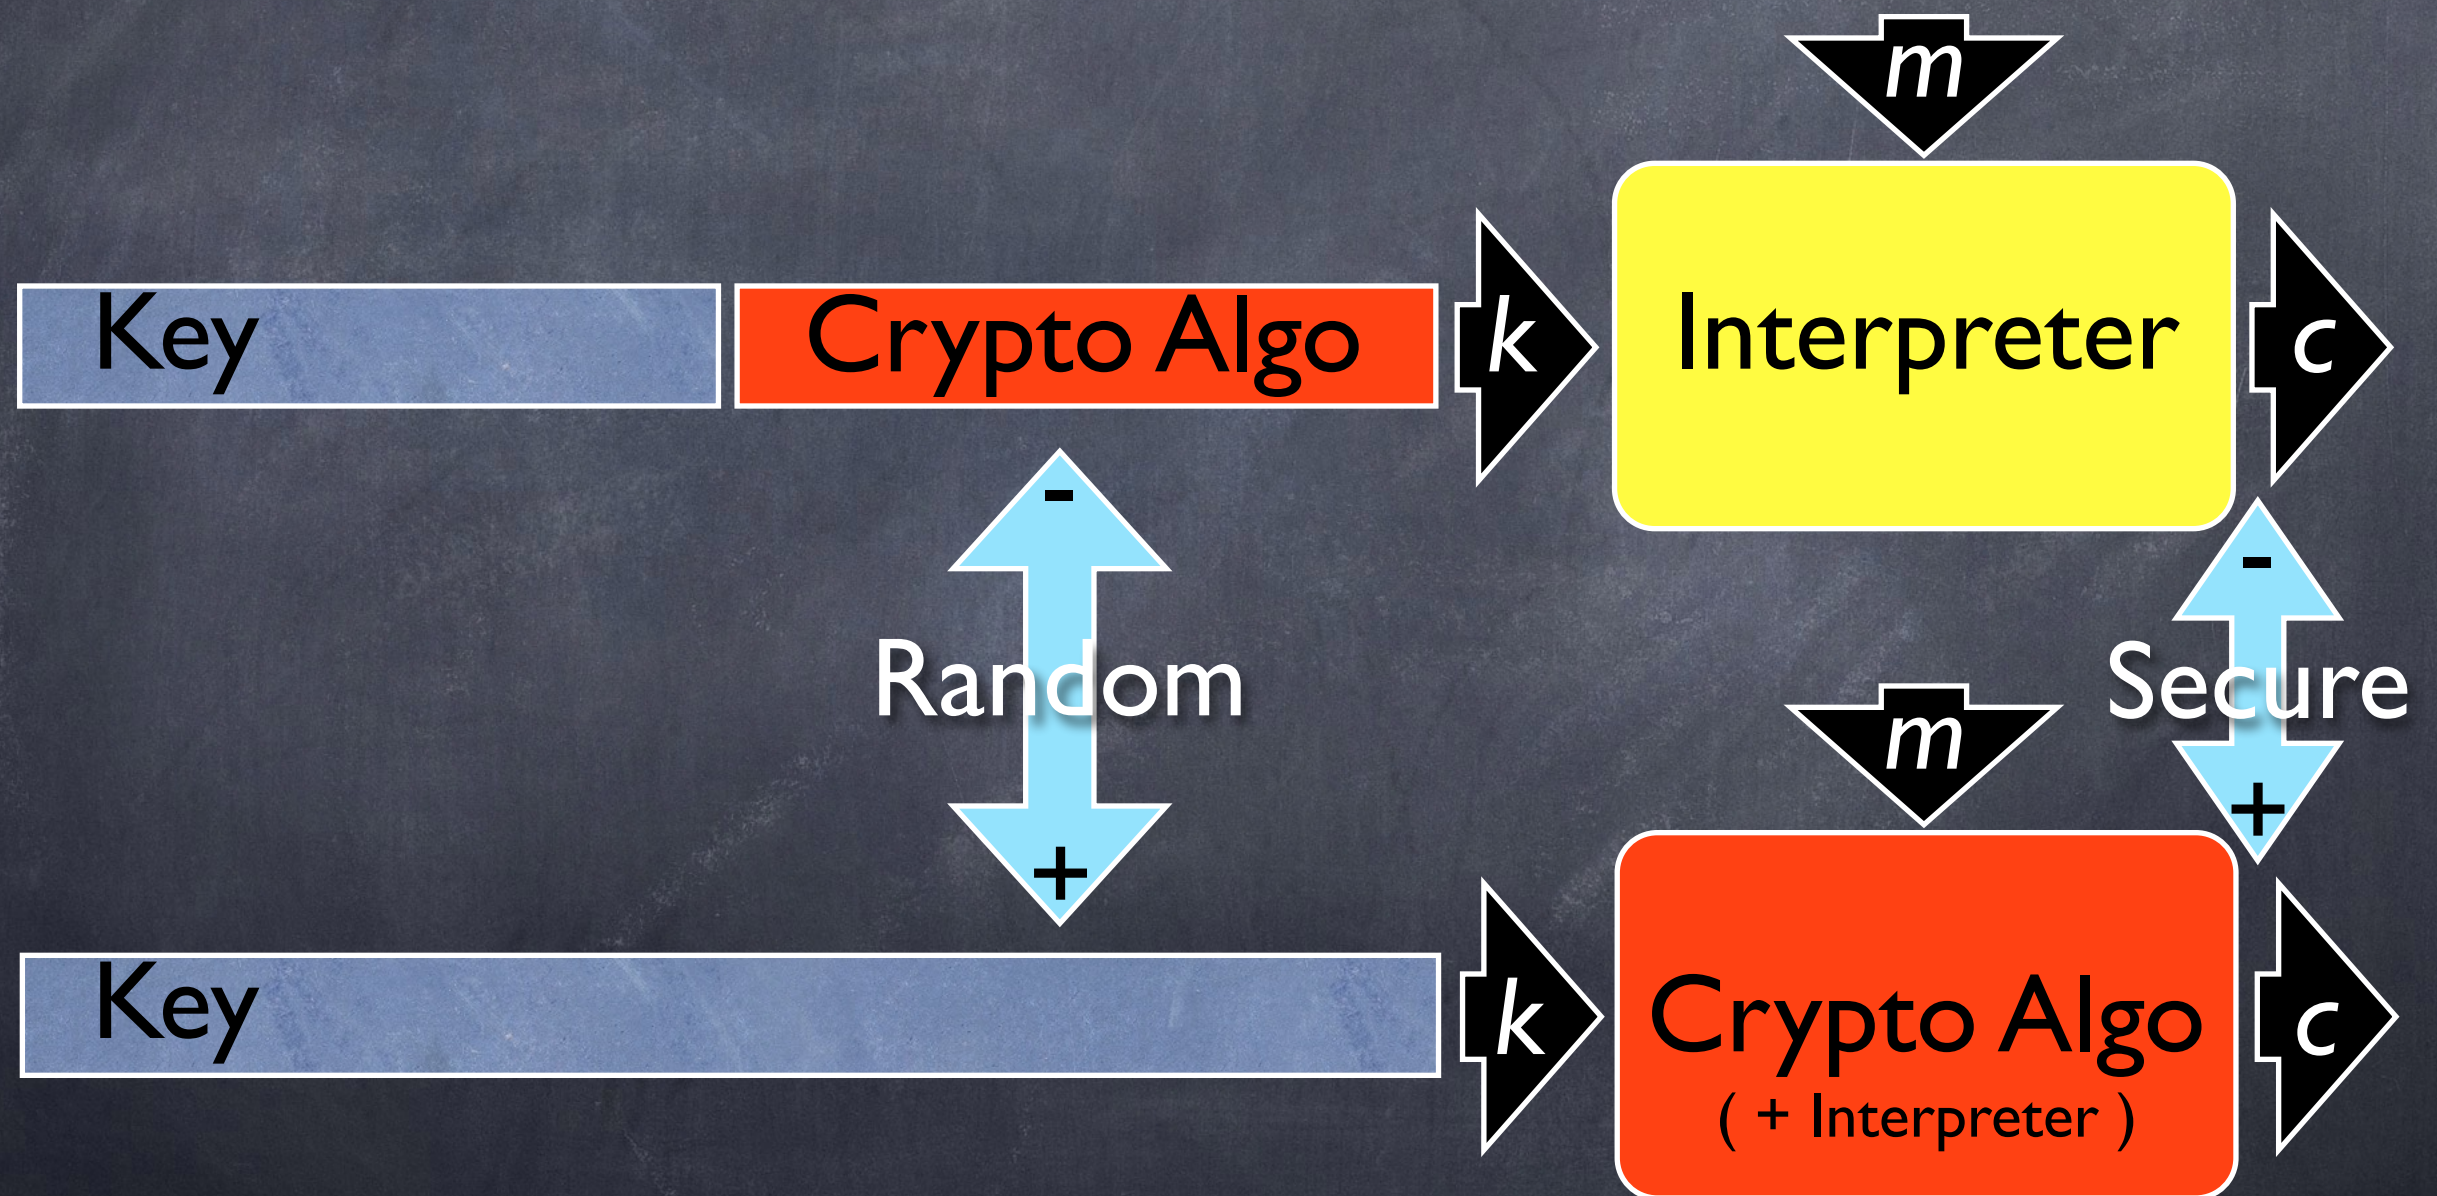 m
Key
Crypto Algo
k
Interpreter
c
-
-
Random
Secure
m
+
+
Key
k
Crypto Algo
( + Interpreter )
c